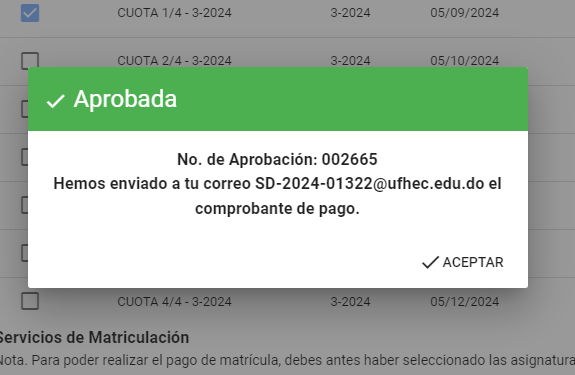 CUOTA 1/4 - 3-2024 3-2024 05/09/2024
CUOTA 2/4 - 3-2024 3-2024 05/10/2024
Aprobada
No. de Aprobación: 002665
Hemos enviado a tu correo SD-2024-01322@ufhec.edu.do el
comprobante de pago.
ACEPTAR
CUOTA 4/4 - 3-2024 3-2024 05/12/2024
Servicios de Matriculación
Nota. Para poder realizar el pago de matrícula, debes antes haber seleccionado las asignatura